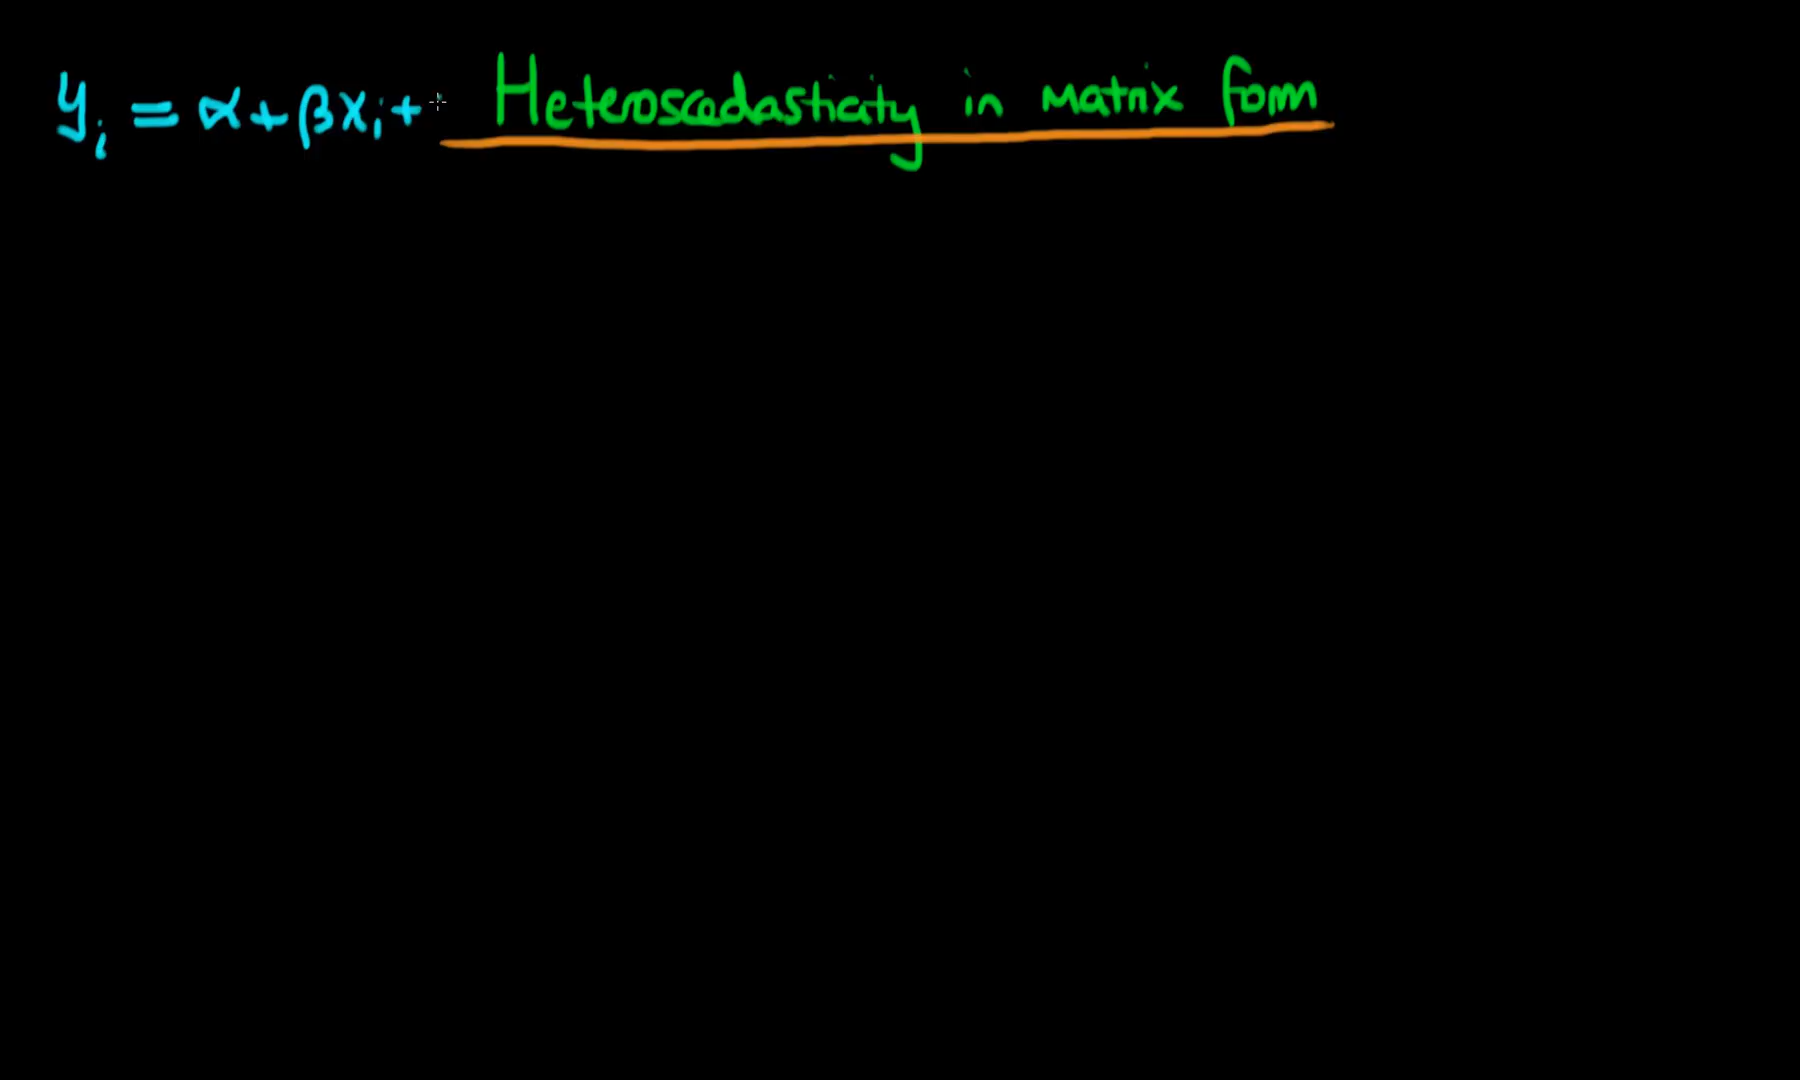 yᵢ = α + βxᵢ + Heteroscedasticity in matrix form